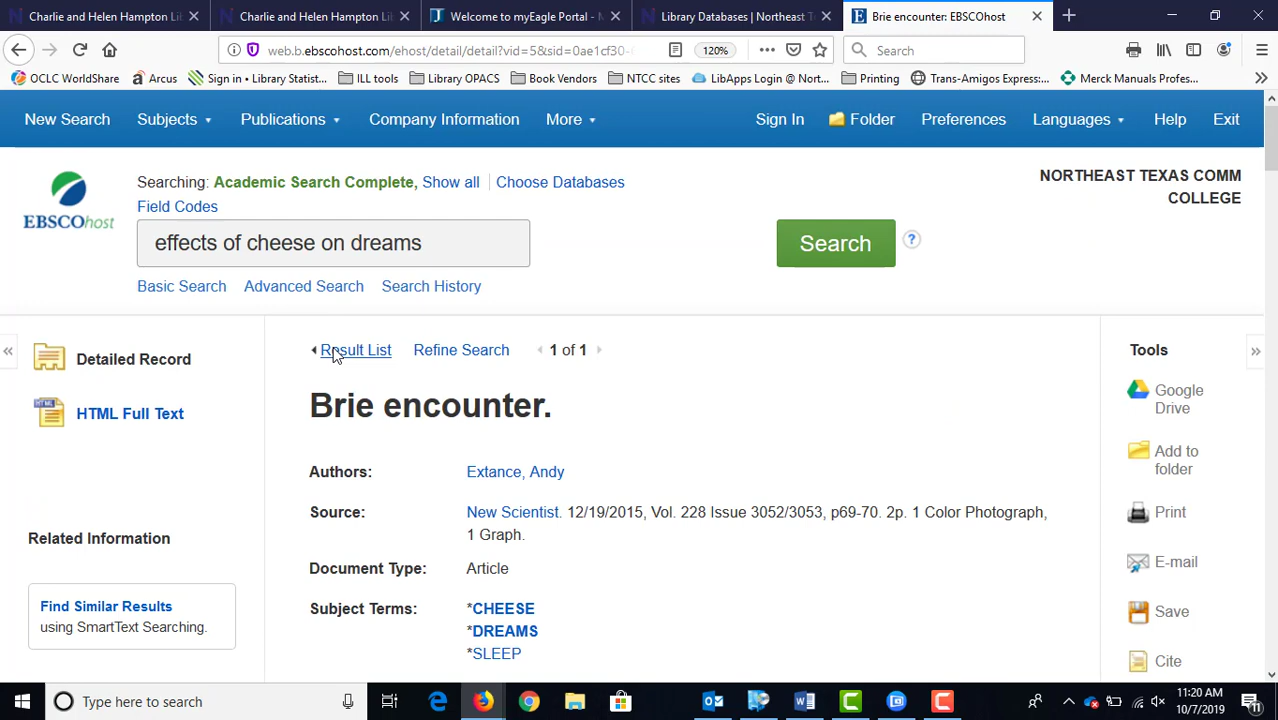 Charlie and Helen Hampton Li
Charlie and Helen Hampton Li
Welcome to myEagle Portal - N
Library Databases | Northeast T
Brie encounter: EBSCOhost
web.b.ebscohost.com/ehost/detail/detail?vid=5&sid=0ae1cf30-
120%
Search
OCLC WorldShare
Arcus
Sign in • Library Statist...
ILL tools
Library OPACS
Book Vendors
NTCC sites
LibApps Login @ Nort...
Printing
Trans-Amigos Express:...
Merck Manuals Profes...
New Search
Subjects
Publications
Company Information
More
Sign In
Folder
Preferences
Languages
Help
Exit
EBSCOhost
Searching: Academic Search Complete, Show all Choose Databases
Field Codes
effects of cheese on dreams
Search
?
Basic Search
Advanced Search
Search History
NORTHEAST TEXAS COMM
COLLEGE
Detailed Record
HTML Full Text
Related Information
Find Similar Results
using SmartText Searching.
Result List
Refine Search
1 of 1
Brie encounter.
Authors:
Extance, Andy
Source:
New Scientist. 12/19/2015, Vol. 228 Issue 3052/3053, p69-70. 2p. 1 Color Photograph,
1 Graph.
Document Type:
Article
Subject Terms:
*CHEESE
*DREAMS
*SLEEP
Tools
Google
Drive
Add to
folder
Print
E-mail
Save
Cite
Type here to search
11:20 AM
10/7/2019
11